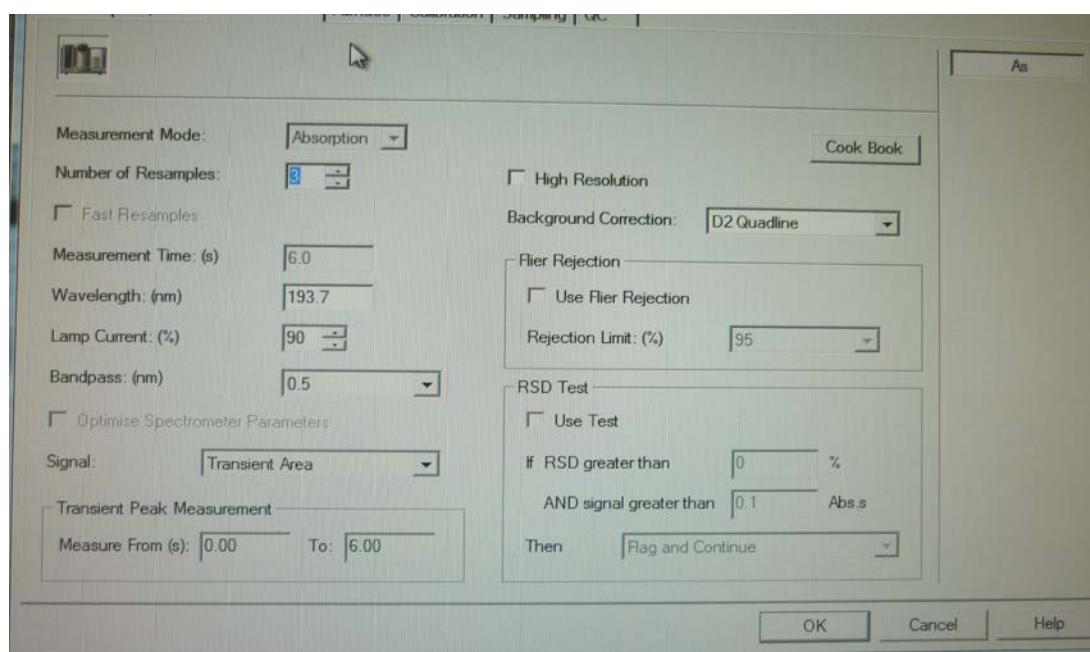 Furnace Calibration Sampling QC
As
Measurement Mode: Absorption
Cook Book
Number of Resamples: 3
High Resolution
Fast Resamples
Background Correction: D2 Quadline
Measurement Time: (s) 6.0
Flier Rejection
Wavelength: (nm) 193.7
Use Flier Rejection
Lamp Current: (%) 90
Rejection Limit: (%) 95
Bandpass: (nm) 0.5
RSD Test
Optimise Spectrometer Parameters
Use Test
Signal: Transient Area
If RSD greater than 0 %
Transient Peak Measurement
AND signal greater than 0.1 Abs.s
Measure From (s): 0.00 To: 6.00
Then Flag and Continue
OK Cancel Help